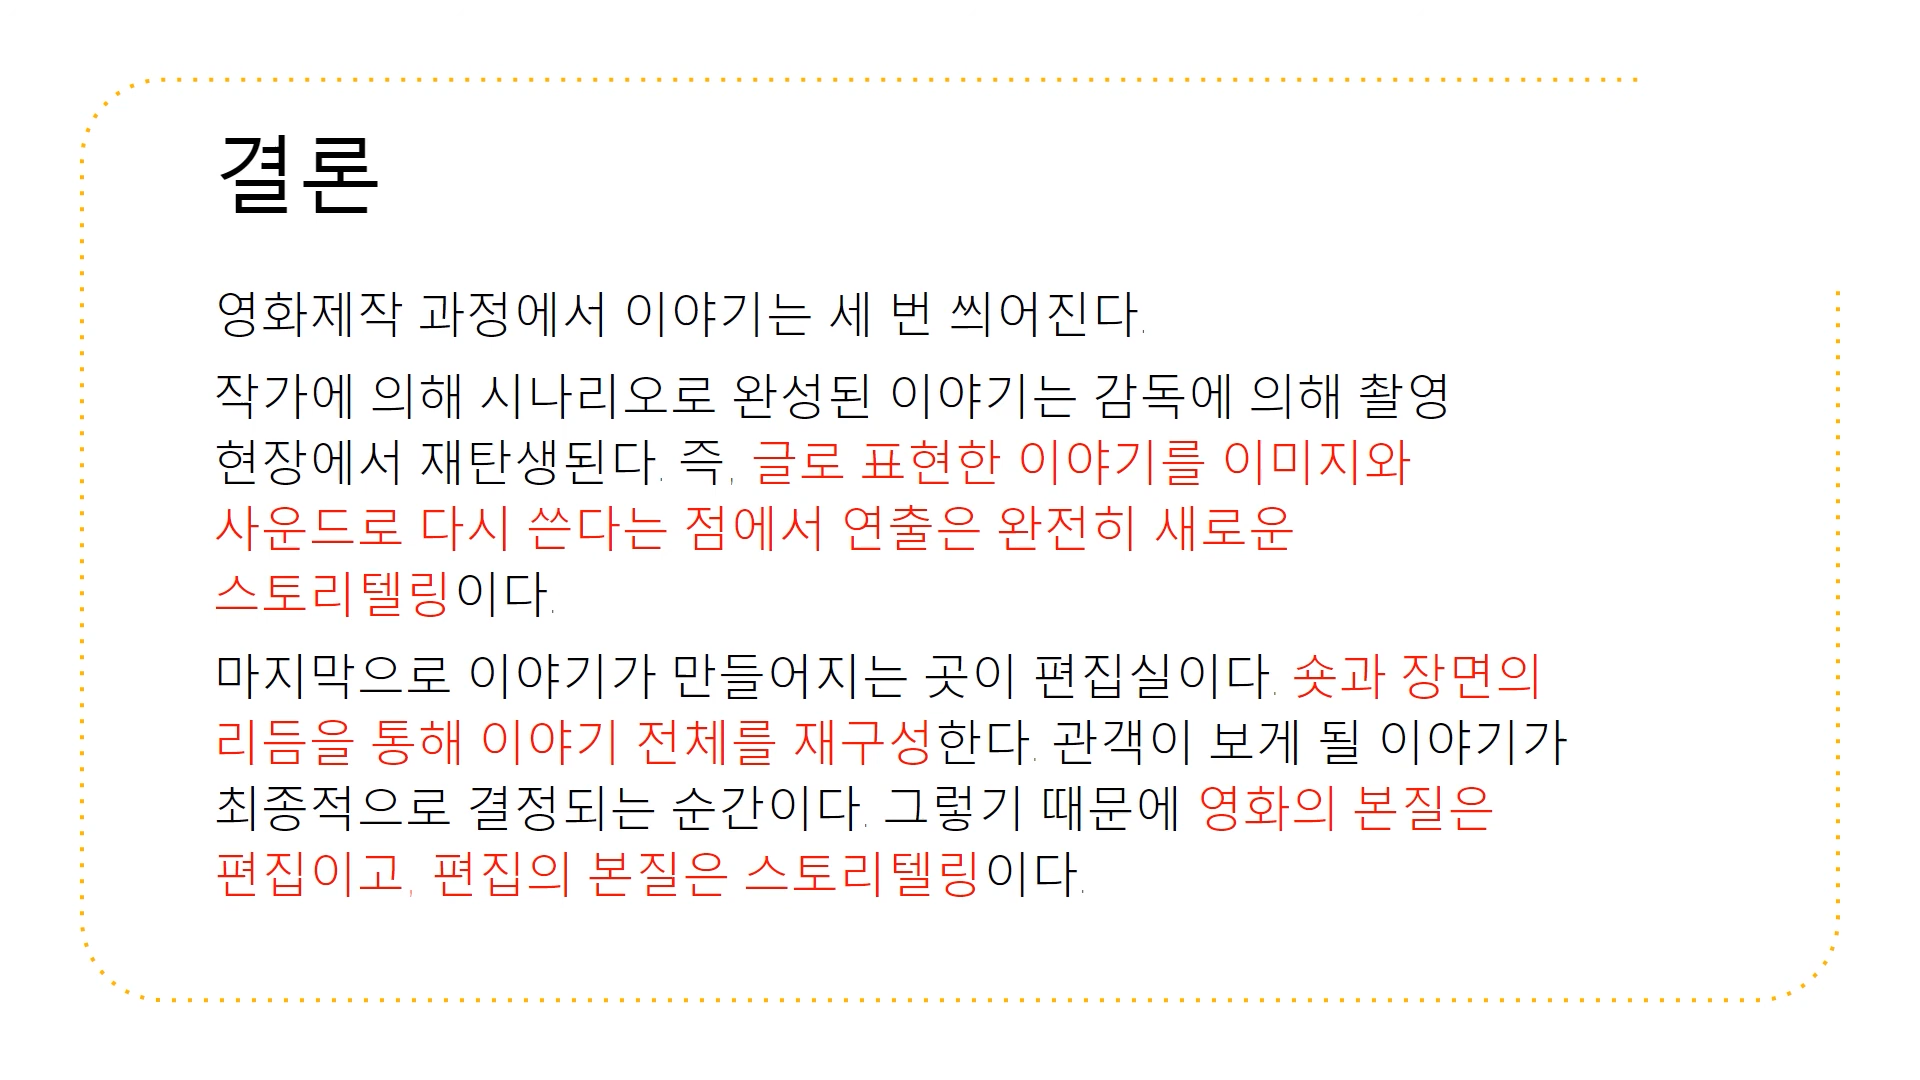 결론
영화제작 과정에서 이야기는 세 번 씌어진다.
작가에 의해 시나리오로 완성된 이야기는 감독에 의해 촬영
현장에서 재탄생된다. 즉, 글로 표현한 이야기를 이미지와
사운드로 다시 쓴다는 점에서 연출은 완전히 새로운
스토리텔링이다.
마지막으로 이야기가 만들어지는 곳이 편집실이다. 숏과 장면의
리듬을 통해 이야기 전체를 재구성한다. 관객이 보게 될 이야기가
최종적으로 결정되는 순간이다. 그렇기 때문에 영화의 본질은
편집이고, 편집의 본질은 스토리텔링이다.